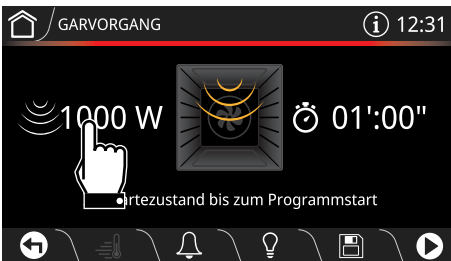 GARVORGANG
12:31
1000 W
01':00"
bis zum Programmstart